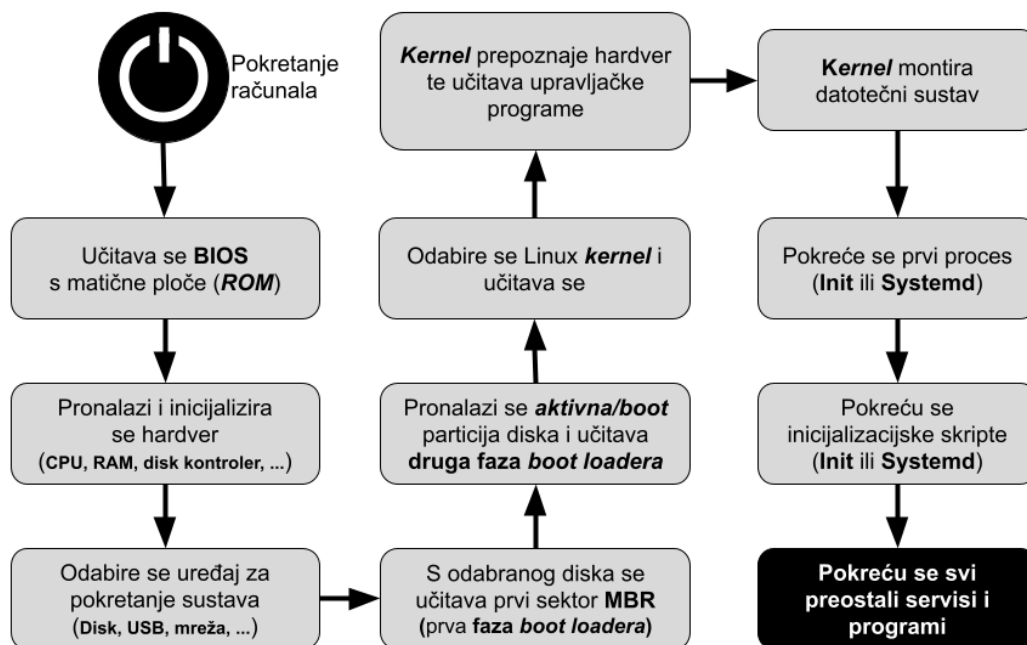 Pokretanje
računala
Učitava se BIOS
s matične ploče (ROM)
Pronalazi i inicijalizira
se hardver
(CPU, RAM, disk kontroler, ...)
Odabire se uređaj za
pokretanje sustava
(Disk, USB, mreža, ...)
S odabranog diska se
učitava prvi sektor MBR
(prva faza boot loadera)
Pronalazi se aktivna/boot
particija diska i učitava
druga faza boot loadera
Odabire se Linux kernel i
učitava se
Kernel prepoznaje hardver
te učitava upravljačke
programe
Kernel montira
datotečni sustav
Pokreće se prvi proces
(Init ili Systemd)
Pokreću se
inicijalizacijske skripte
(Init ili Systemd)
Pokreću se svi
preostali servisi i
programi